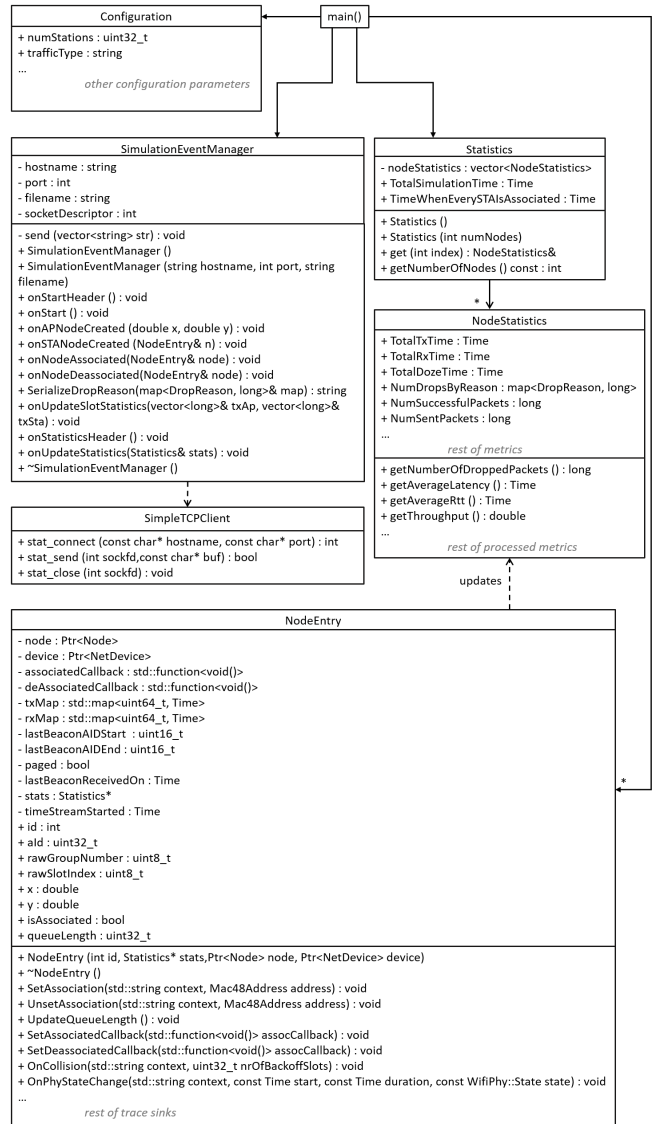 Configuration
+ numStations : uint32_t
+ trafficType : string
...
other configuration parameters
main()
SimulationEventManager
- hostname : string
- port : int
- filename : string
- socketDescriptor : int
- send (vector<string> str) : void
+ SimulationEventManager ()
+ SimulationEventManager (string hostname, int port, string
filename)
+ onStartHeader () : void
+ onStart () : void
+ onAPNodeCreated (double x, double y) : void
+ onSTANodeCreated (NodeEntry& n) : void
+ onNodeAssociated(NodeEntry& node) : void
+ onNodeDeassociated(NodeEntry& node) : void
+ SerializeDropReason(map<DropReason, long>& map) : string
+ onUpdateSlotStatistics(vector<long>& txAp, vector<long>&
txSta) : void
+ onStatisticsHeader () : void
+ onUpdateStatistics(Statistics& stats) : void
+ ~SimulationEventManager ()
SimpleTCPClient
+ stat_connect (const char* hostname, const char* port) : int
+ stat_send (int sockfd,const char* buf) : bool
+ stat_close (int sockfd) : void
Statistics
- nodeStatistics : vector<NodeStatistics>
+ TotalSimulationTime : Time
+ TimeWhenEverySTAIsAssociated : Time
+ Statistics ()
+ Statistics (int numNodes)
+ get (int index) : NodeStatistics&
+ getNumberOfNodes () const : int
*
NodeStatistics
+ TotalTxTime : Time
+ TotalRxTime : Time
+ TotalDozeTime : Time
+ NumDropsByReason : map<DropReason, long>
+ NumSuccessfulPackets : long
+ NumSentPackets : long
...
rest of metrics
+ getNumberOfDroppedPackets () : long
+ getAverageLatency () : Time
+ getAverageRtt () : Time
+ getThroughput () : double
...
rest of processed metrics
updates
NodeEntry
- node : Ptr<Node>
- device : Ptr<NetDevice>
- associatedCallback : std::function<void()>
- deAssociatedCallback : std::function<void()>
- txMap : std::map<uint64_t, Time>
- rxMap : std::map<uint64_t, Time>
- lastBeaconAIDStart : uint16_t
- lastBeaconAIDEnd : uint16_t
- paged : bool
- lastBeaconReceivedOn : Time
- stats : Statistics*
- timeStreamStarted : Time
+ id : int
+ aId : uint32_t
+ rawGroupNumber : uint8_t
+ rawSlotIndex : uint8_t
+ x : double
+ y : double
+ isAssociated : bool
+ queueLength : uint32_t
*
+ NodeEntry (int id, Statistics* stats,Ptr<Node> node, Ptr<NetDevice> device)
+ ~NodeEntry ()
+ SetAssociation(std::string context, Mac48Address address) : void
+ UnsetAssociation(std::string context, Mac48Address address) : void
+ UpdateQueueLength () : void
+ SetAssociatedCallback(std::function<void()> assocCallback) : void
+ SetDeassociatedCallback(std::function<void()> assocCallback) : void
+ OnCollision(std::string context, uint32_t nrOfBackoffSlots) : void
+ OnPhyStateChange(std::string context, const Time start, const Time duration, const WifiPhy::State state) : void
...
rest of trace sinks